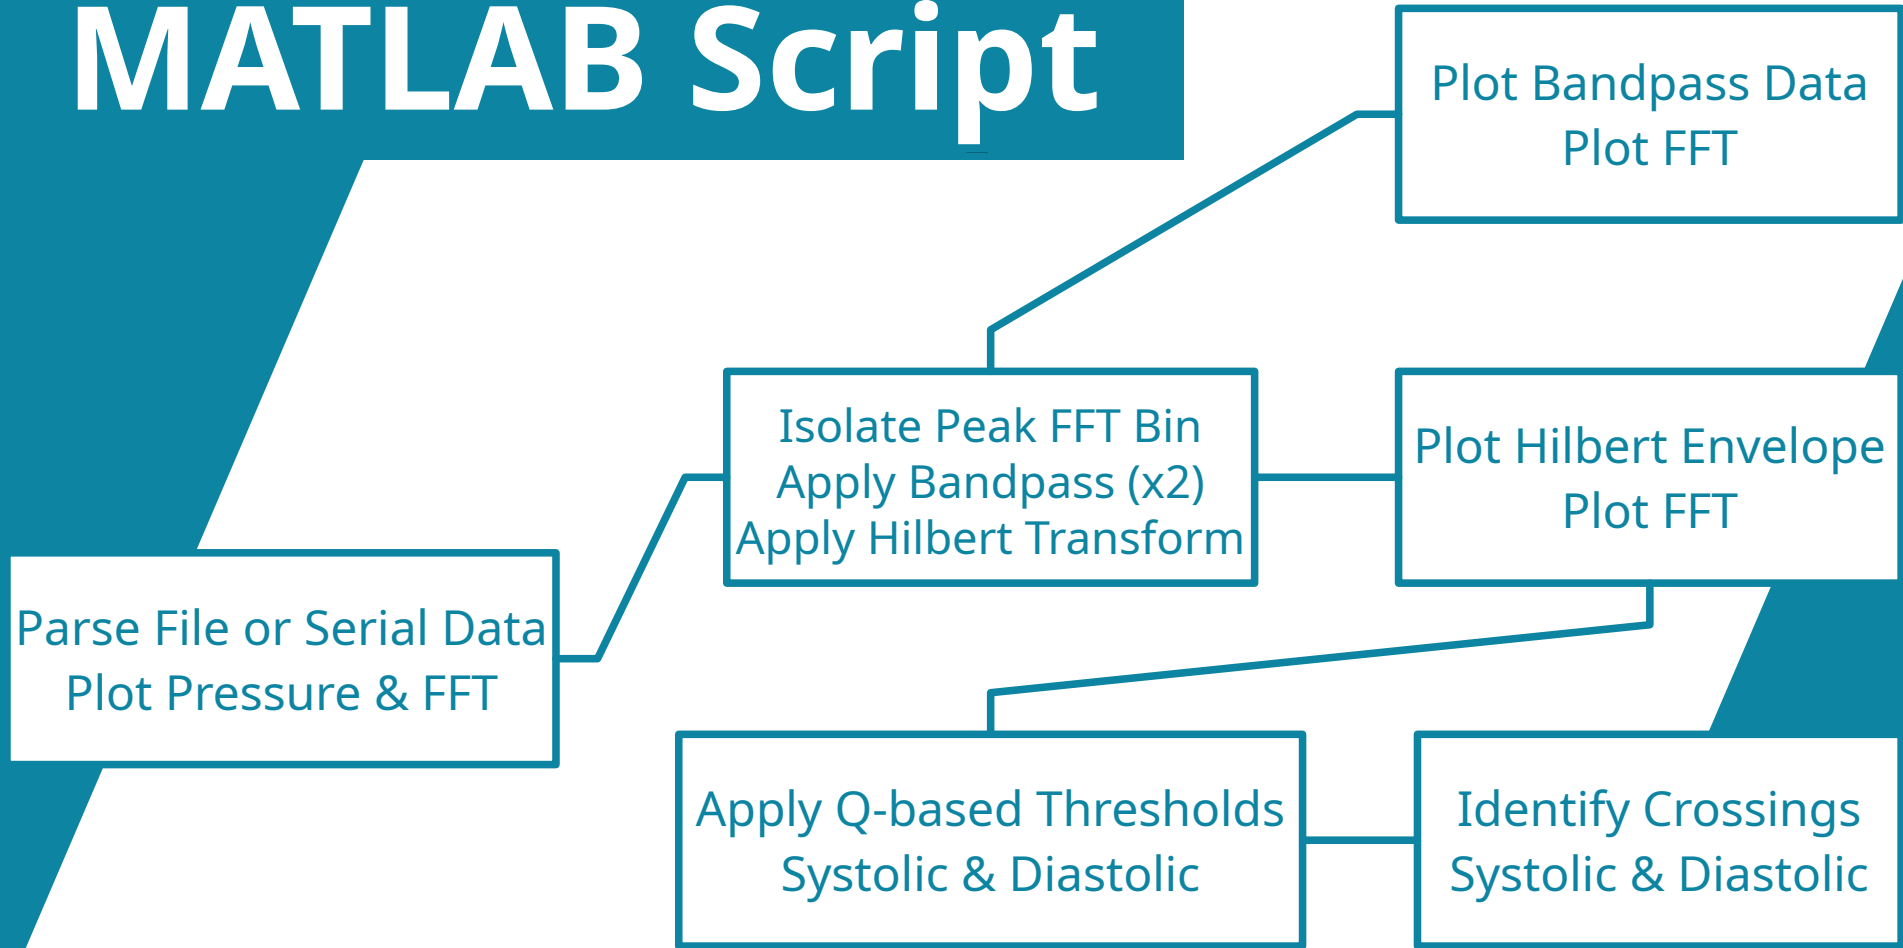 MATLAB Script
Plot Bandpass Data
Plot FFT
Isolate Peak FFT Bin
Apply Bandpass (x2)
Apply Hilbert Transform
Plot Hilbert Envelope
Plot FFT
Parse File or Serial Data
Plot Pressure & FFT
Apply Q-based Thresholds
Systolic & Diastolic
Identify Crossings
Systolic & Diastolic